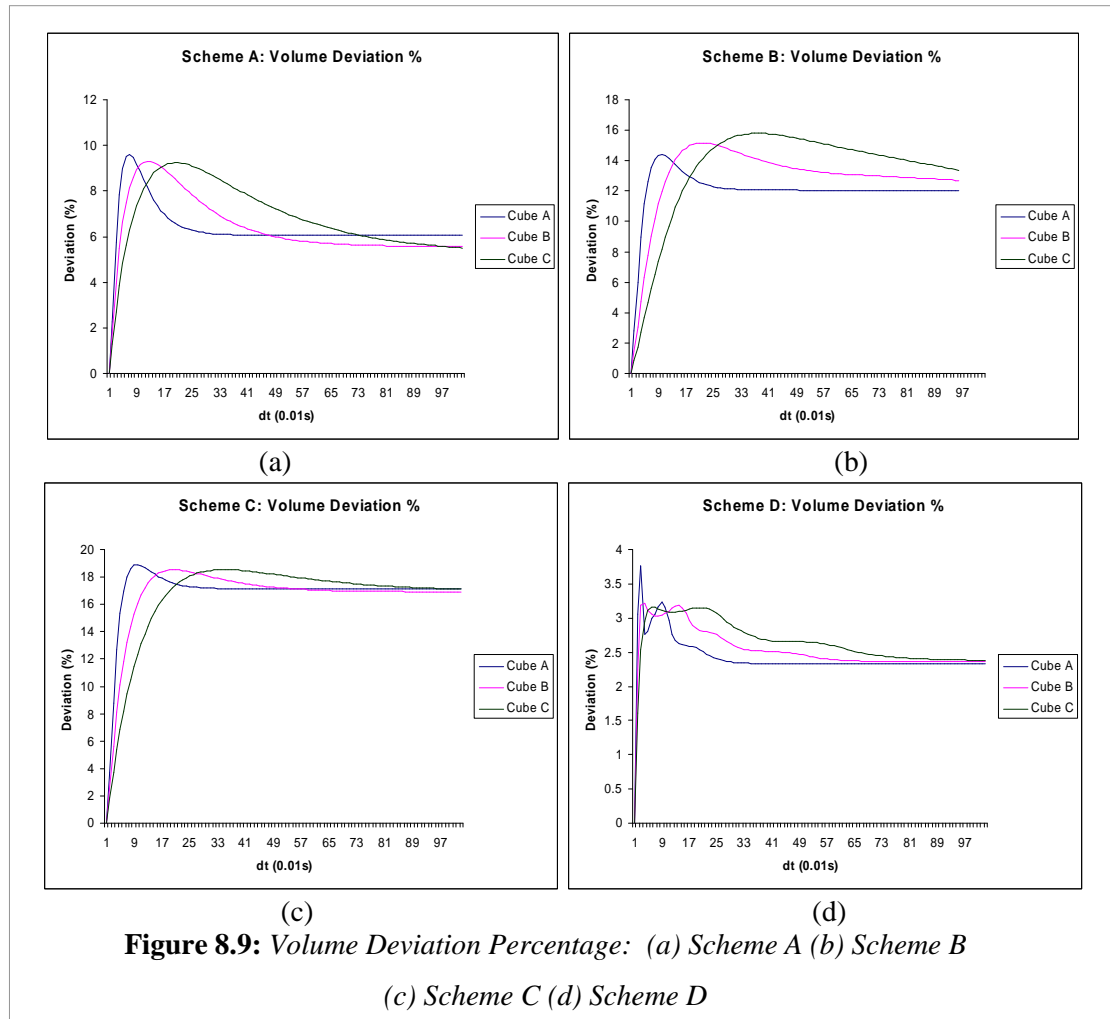 Scheme A: Volume Deviation %
12
10
8
6
4
2
0
Deviation (%)
1 9 17 25 33 41 49 57 65 73 81 89 97
dt (0.01s)
Cube A
Cube B
Cube C
(a)
Scheme B: Volume Deviation %
18
16
14
12
10
8
6
4
2
0
Deviation (%)
1 9 17 25 33 41 49 57 65 73 81 89 97
dt (0.01s)
Cube A
Cube B
Cube C
(b)
Scheme C: Volume Deviation %
20
18
16
14
12
10
8
6
4
2
0
Deviation (%)
1 9 17 25 33 41 49 57 65 73 81 89 97
dt (0.01s)
Cube A
Cube B
Cube C
(c)
Scheme D: Volume Deviation %
4
3.5
3
2.5
2
1.5
1
0.5
0
Deviation (%)
1 9 17 25 33 41 49 57 65 73 81 89 97
dt (0.01s)
Cube A
Cube B
Cube C
(d)
Figure 8.9: Volume Deviation Percentage: (a) Scheme A (b) Scheme B
(c) Scheme C (d) Scheme D